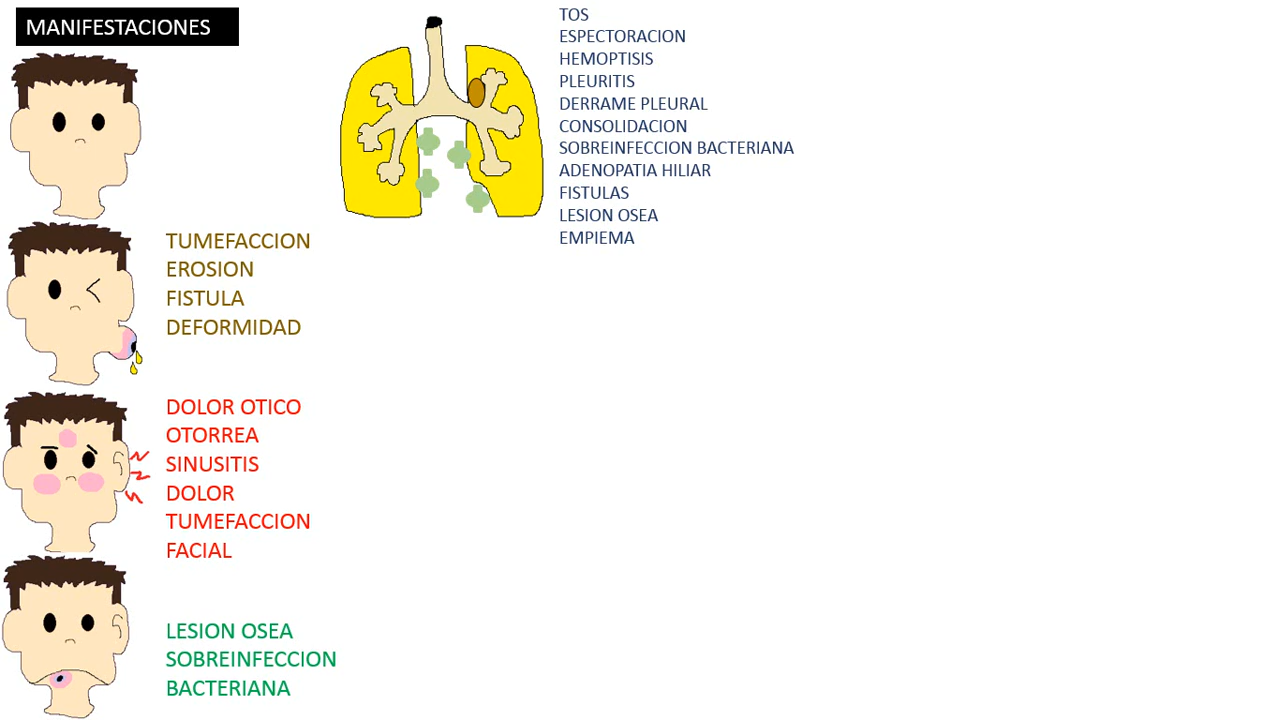 MANIFESTACIONES
TUMEFACCION
EROSION
FISTULA
DEFORMIDAD
DOLOR OTICO
OTORREA
SINUSITIS
DOLOR
TUMEFACCION
FACIAL
LESION OSEA
SOBREINFECCION
BACTERIANA
TOS
ESPECTORACION
HEMOPTISIS
PLEURITIS
DERRAME PLEURAL
CONSOLIDACION
SOBREINFECCION BACTERIANA
ADENOPATIA HILIAR
FISTULAS
LESION OSEA
EMPIEMA